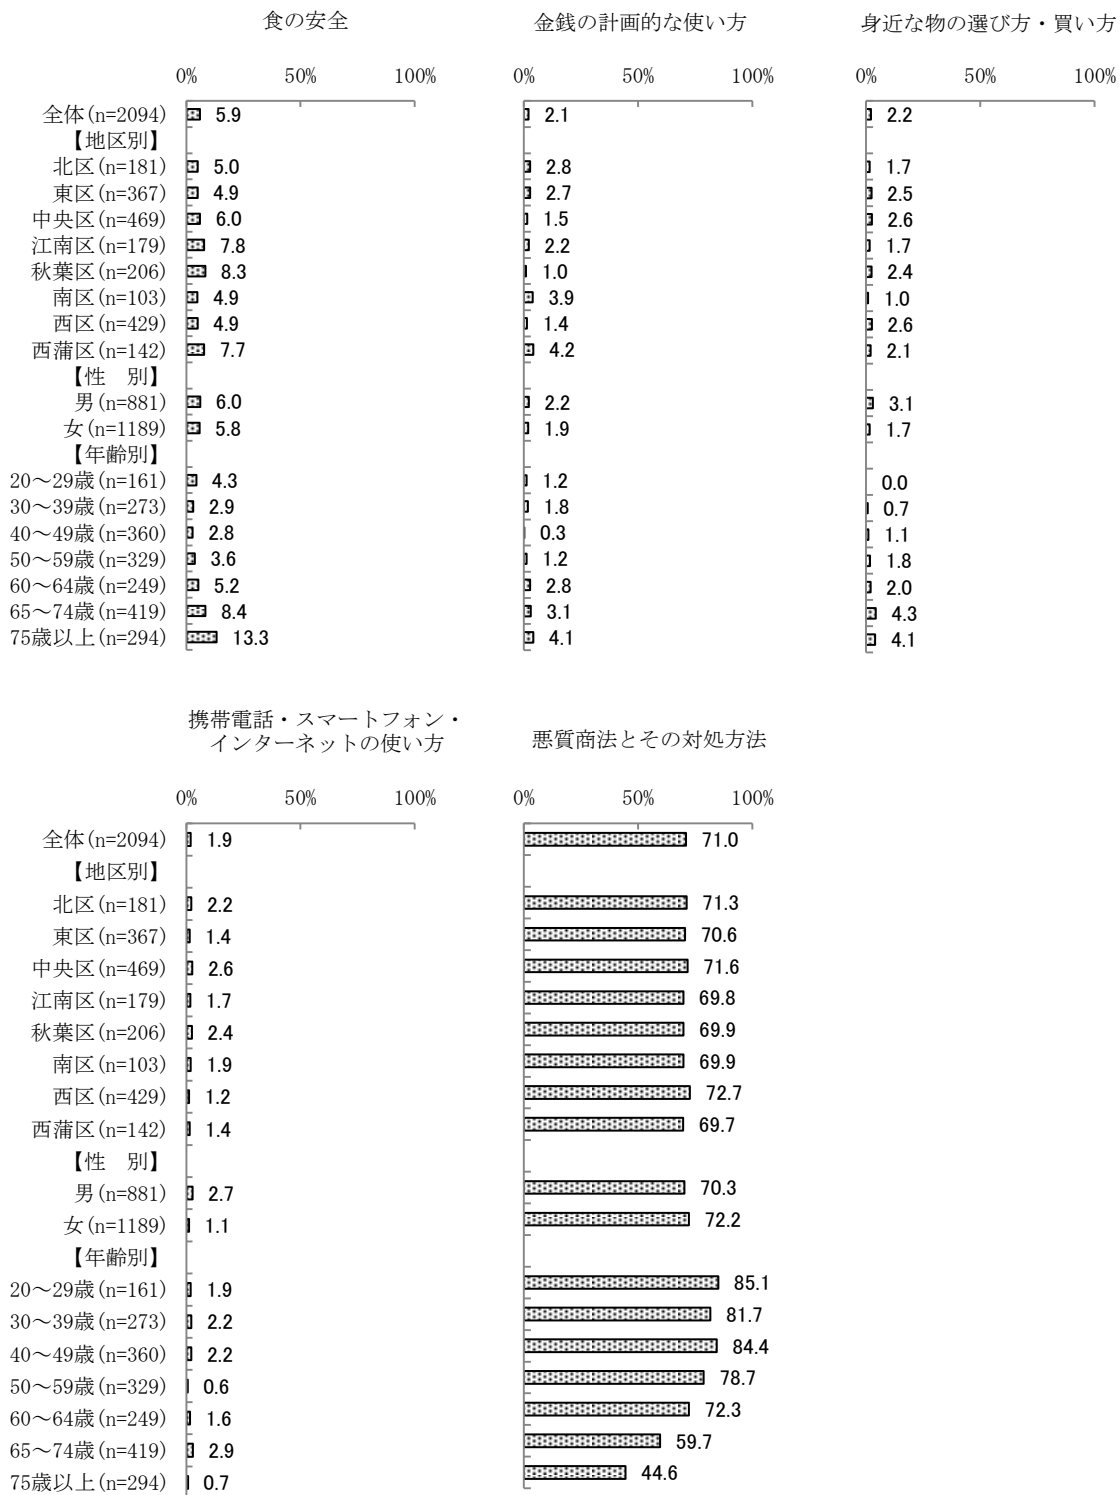 食の安全 金銭の計画的な使い方 身近な物の選び方・買い方
0% 50% 100% 0% 50% 100% 0% 50% 100%
全体(n=2094) 5.9 2.1 2.2
【地区別】
北区(n=181) 5.0 2.8 1.7
東区(n=367) 4.9 2.7 2.5
中央区(n=469) 6.0 1.5 2.6
江南区(n=179) 7.8 2.2 1.7
秋葉区(n=206) 8.3 1.0 2.4
南区(n=103) 4.9 3.9 1.0
西区(n=429) 4.9 1.4 2.6
西蒲区(n=142) 7.7 4.2 2.1
【性　別】
男(n=881) 6.0 2.2 3.1
女(n=1189) 5.8 1.9 1.7
【年齢別】
20～29歳(n=161) 4.3 1.2 0.0
30～39歳(n=273) 2.9 1.8 0.7
40～49歳(n=360) 2.8 0.3 1.1
50～59歳(n=329) 3.6 1.2 1.8
60～64歳(n=249) 5.2 2.8 2.0
65～74歳(n=419) 8.4 3.1 4.3
75歳以上(n=294) 13.3 4.1 4.1
携帯電話・スマートフォン・
インターネットの使い方 悪質商法とその対処方法
0% 50% 100% 0% 50% 100%
全体(n=2094) 1.9 71.0
【地区別】
北区(n=181) 2.2 71.3
東区(n=367) 1.4 70.6
中央区(n=469) 2.6 71.6
江南区(n=179) 1.7 69.8
秋葉区(n=206) 2.4 69.9
南区(n=103) 1.9 69.9
西区(n=429) 1.2 72.7
西蒲区(n=142) 1.4 69.7
【性　別】
男(n=881) 2.7 70.3
女(n=1189) 1.1 72.2
【年齢別】
20～29歳(n=161) 1.9 85.1
30～39歳(n=273) 2.2 81.7
40～49歳(n=360) 2.2 84.4
50～59歳(n=329) 0.6 78.7
60～64歳(n=249) 1.6 72.3
65～74歳(n=419) 2.9 59.7
75歳以上(n=294) 0.7 44.6